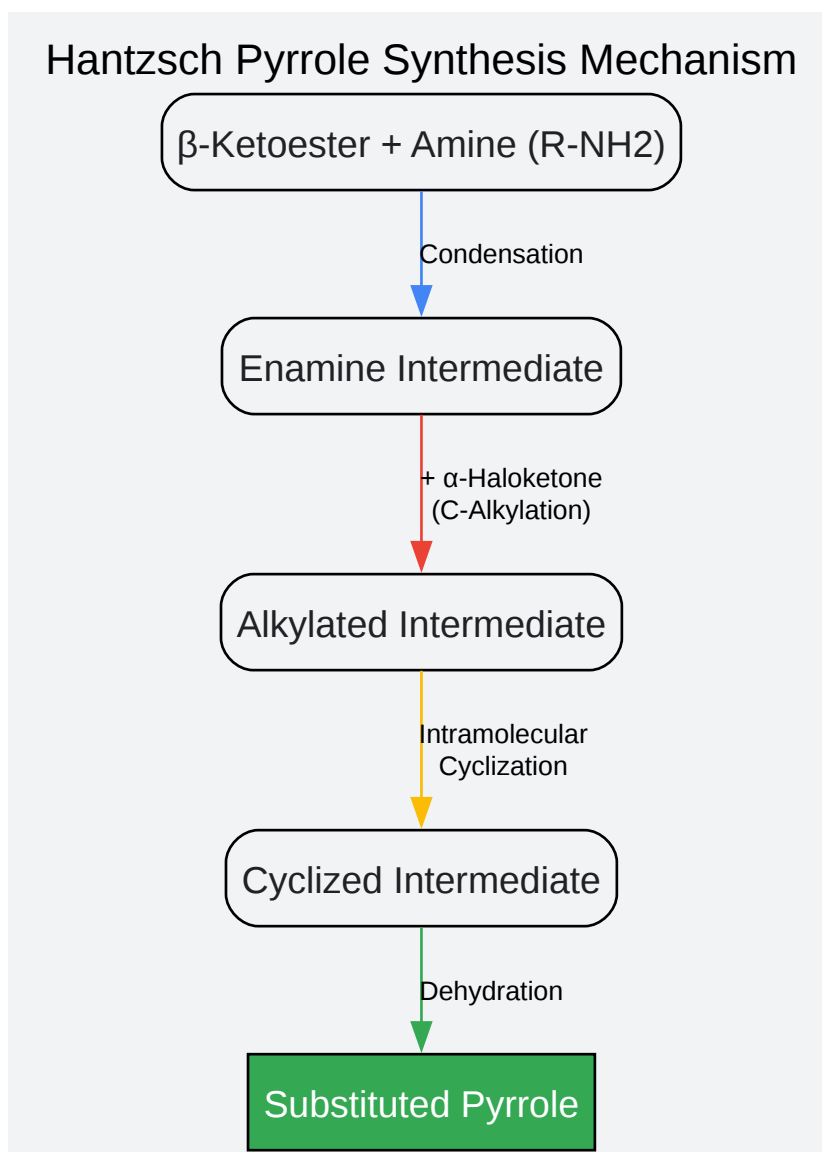 Hantzsch Pyrrole Synthesis Mechanism
β-Ketoester + Amine (R-NH2)
Condensation
Enamine Intermediate
+ α-Haloketone
(C-Alkylation)
Alkylated Intermediate
Intramolecular
Cyclization
Cyclized Intermediate
Dehydration
Substituted Pyrrole